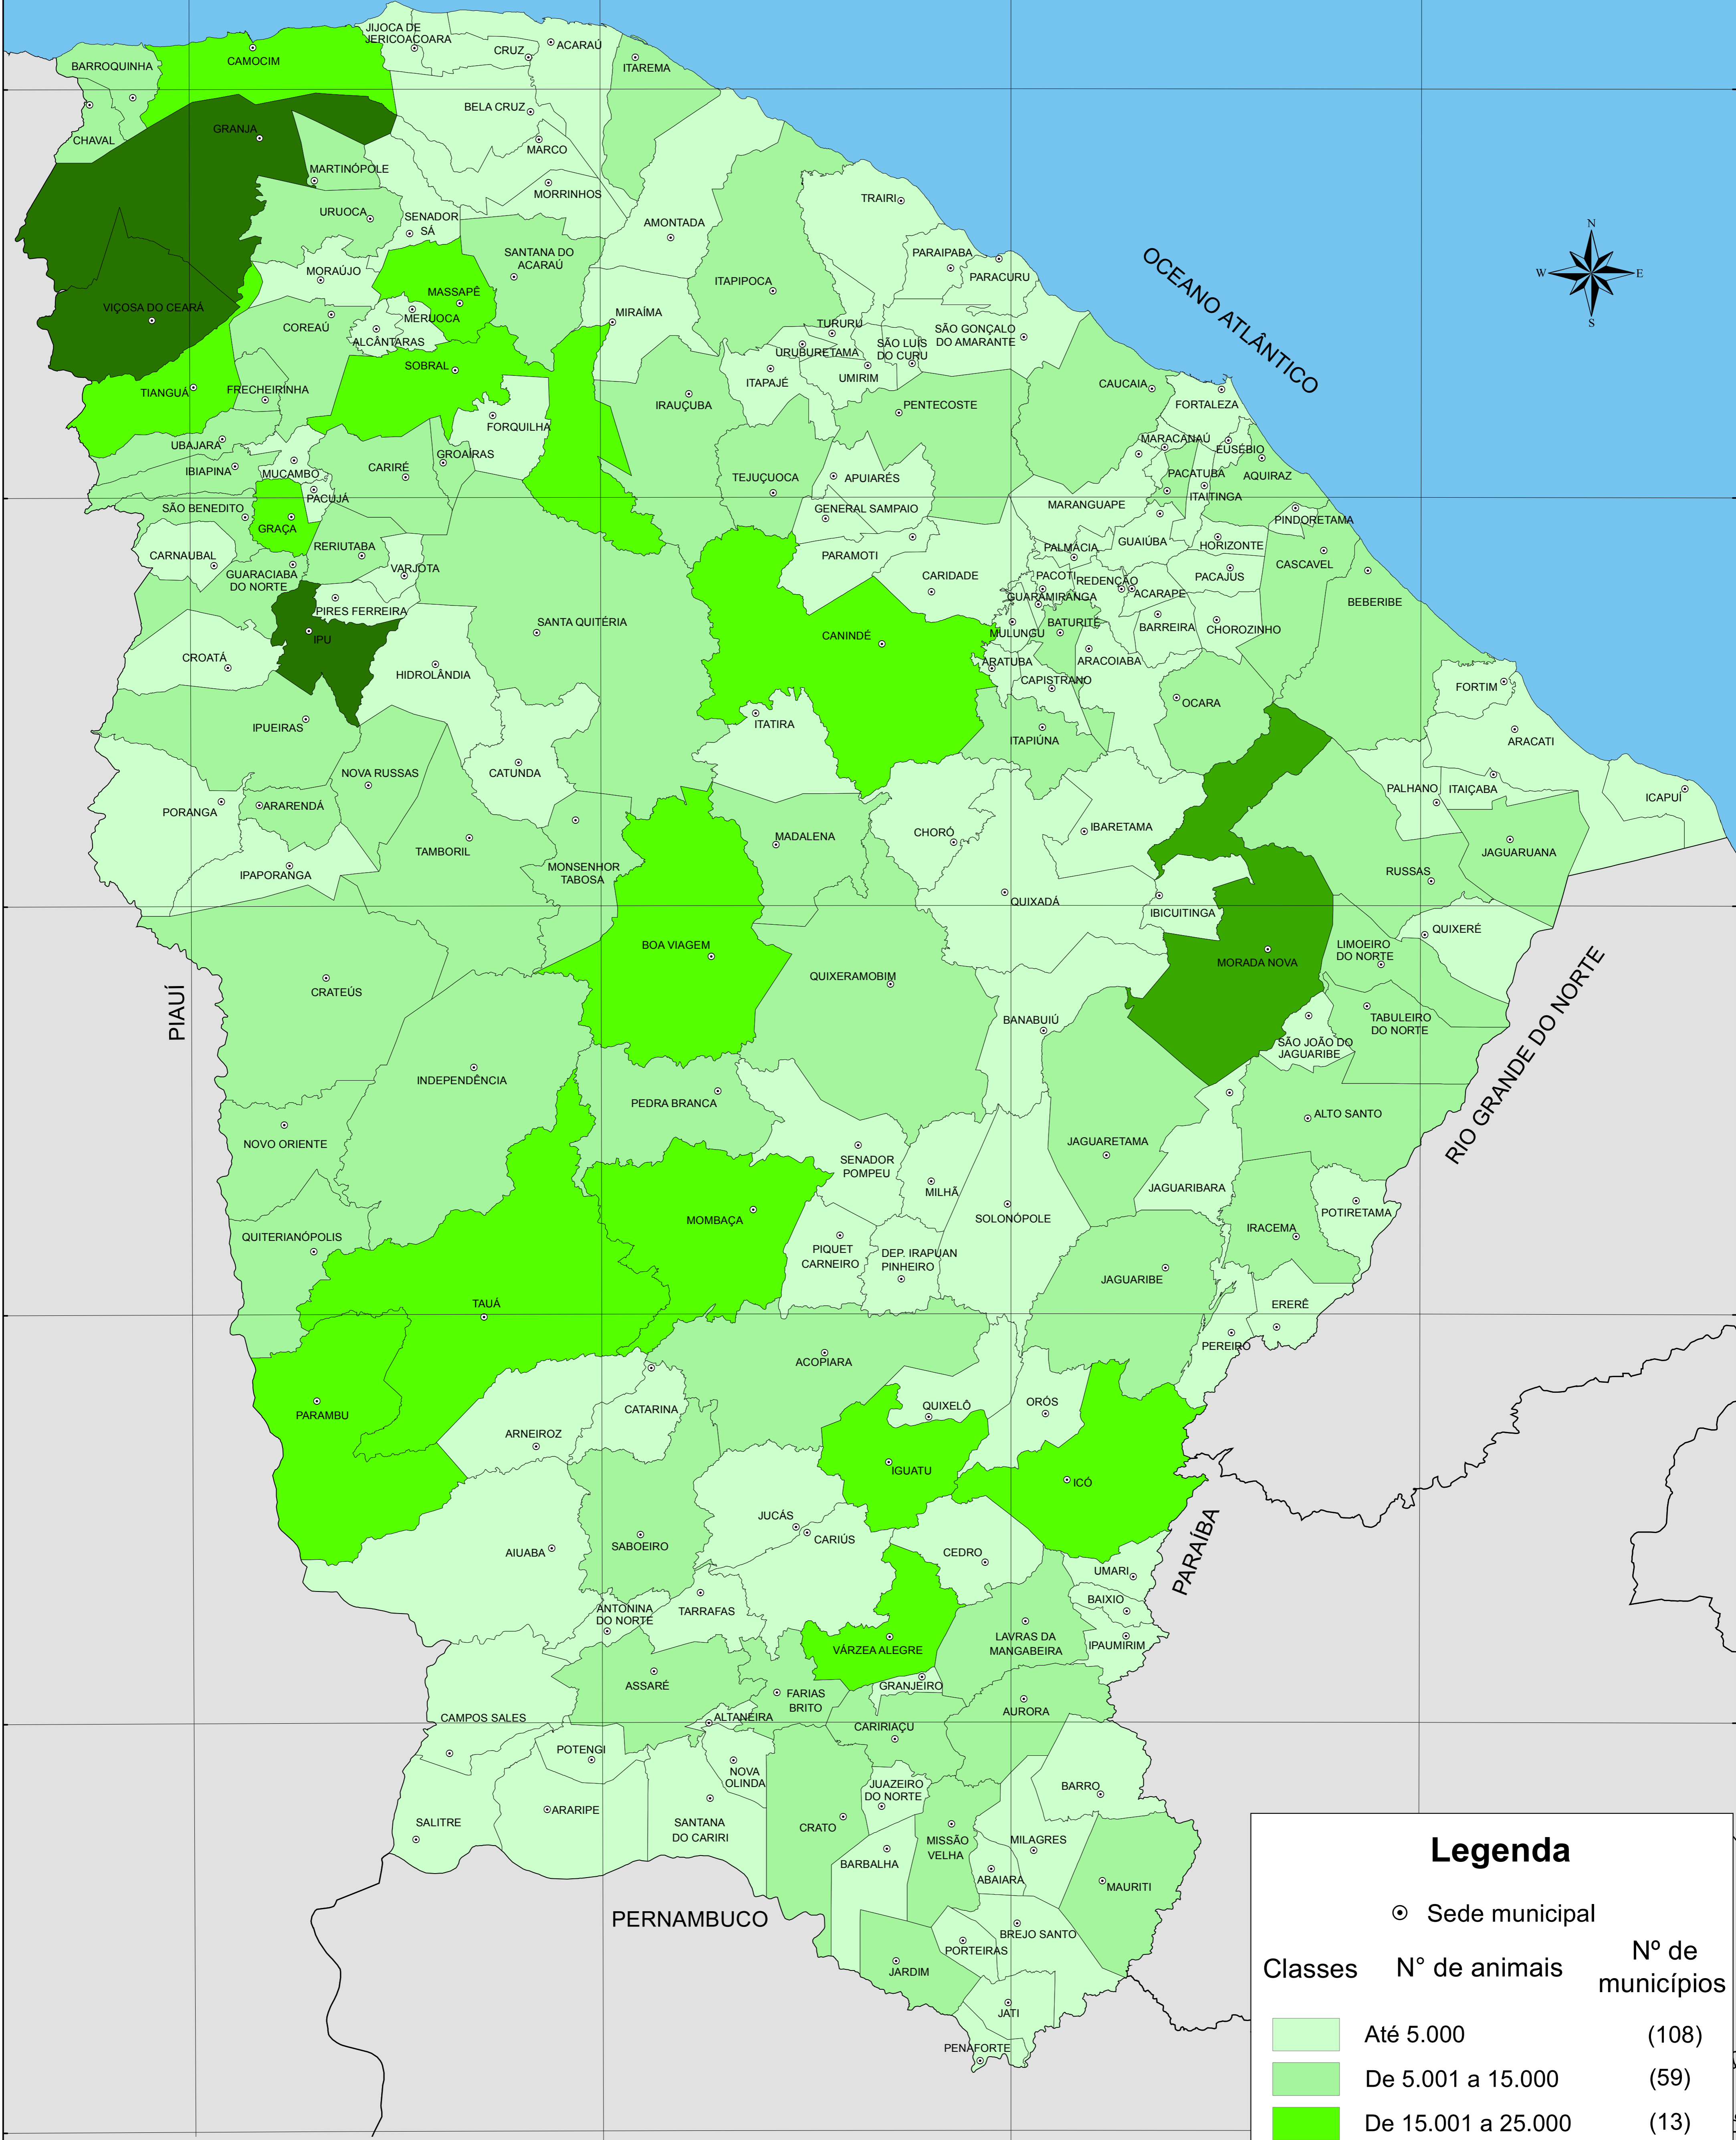 JIJOCA DE
JERICOACOARA
CRUZ
ACARAÚ
BARROQUINHA
CAMOCIM
ITAREMA
BELA CRUZ
CHAVAL
GRANJA
MARCO
MARTINÓPOLE
MORRINHOS
URUOCA
SENADOR
SÁ
AMONTADA
TRAIRI
SANTANA DO
ACARAÚ
PARAIPABA
PARACURU
MORAÚJO
ITAPIPOCA
MASSAPÊ
VIÇOSA DO CEARÁ
MERUOCA
MIRAÍMA
COREAÚ
ALCÂNTARAS
TURURU
URUBURETAMA
SÃO LUÍS
DO CURU
SÃO GONÇALO
DO AMARANTE
SOBRAL
ITAPAJÉ
UMIRIM
TIANGUÁ
FRECHEIRINHA
CAUCAIA
IRAUÇUBA
PENTECOSTE
FORTALEZA
FORQUILHA
UBAJARA
MARACANAÚ
EUSÉBIO
GROAÍRAS
IBIAPINA
MUCAMBO
CARIRÉ
TEJUÇUOCA
APUIARÉS
PACATUBA
AQUIRAZ
PACUJÁ
ITAITINGA
MARANGUAPE
SÃO BENEDITO
GENERAL SAMPAIO
PINDORETAMA
GRAÇA
RERIUTABA
GUAIÚBA
HORIZONTE
CARNAUBAL
PARAMOTI
PALMÁCIA
CASCAVEL
GUARACIABA
DO NORTE
VARJOTA
CARIDADE
PACOTI
REDENÇÃO
PACAJUS
GUARAMIRANGA
ACARAPE
BEBERIBE
PIRES FERREIRA
SANTA QUITÉRIA
BATURITÉ
BARREIRA
CHOROZINHO
IPU
CANINDÉ
MULUNGU
CROATÁ
ARATUBA
ARACOIABA
HIDROLÂNDIA
CAPISTRANO
FORTIM
OCARA
IPUEIRAS
ITATIRA
ITAPIÚNA
ARACATI
NOVA RUSSAS
CATUNDA
PALHANO
ITAIÇABA
ICAPUÍ
PORANGA
ARARENDÁ
CHORÓ
IBARETAMA
MADALENA
TAMBORIL
JAGUARUANA
IPAPORANGA
MONSENHOR
TABOSA
RUSSAS
QUIXADÁ
IBICUITINGA
BOA VIAGEM
QUIXERÉ
LIMOEIRO
DO NORTE
MORADA NOVA
QUIXERAMOBIM
CRATEÚS
BANABUIÚ
TABULEIRO
DO NORTE
SÃO JOÃO DO
JAGUARIBE
INDEPENDÊNCIA
PEDRA BRANCA
ALTO SANTO
NOVO ORIENTE
JAGUARETAMA
SENADOR
POMPEU
MILHÃ
JAGUARIBARA
POTIRETAMA
SOLONÓPOLE
MOMBAÇA
IRACEMA
QUITERIANÓPOLIS
PIQUET
CARNEIRO
DEP. IRAPUAN
PINHEIRO
JAGUARIBE
TAUÁ
ERERÊ
PEREIRO
ACOPIARA
PARAMBU
CATARINA
QUIXELÔ
ORÓS
ARNEIROZ
IGUATU
ICÓ
JUCÁS
CARIÚS
SABOEIRO
AIUABA
CEDRO
UMARI
BAIXIO
ANTONINA
DO NORTE
TARRAFAS
LAVRAS DA
MANGABEIRA
IPAUMIRIM
VÁRZEA ALEGRE
ASSARÉ
GRANJEIRO
FARIAS
BRITO
CAMPOS SALES
ALTANEIRA
AURORA
CARIRIAÇU
POTENGI
NOVA
OLINDA
JUAZEIRO
DO NORTE
BARRO
ARARIPE
SALITRE
SANTANA
DO CARIRI
CRATO
MISSÃO
VELHA
MILAGRES
BARBALHA
ABAIARA
MAURITI
BREJO SANTO
PORTEIRAS
JARDIM
JATI
PENAFORTE
OCEANO ATLÂNTICO
N
W
E
S
PIAUÍ
RIO GRANDE DO NORTE
PARAÍBA
PERNAMBUCO
Legenda
Sede municipal
Classes N° de animais Nº de
municípios
Até 5.000 (108)
De 5.001 a 15.000 (59)
De 15.001 a 25.000 (13)